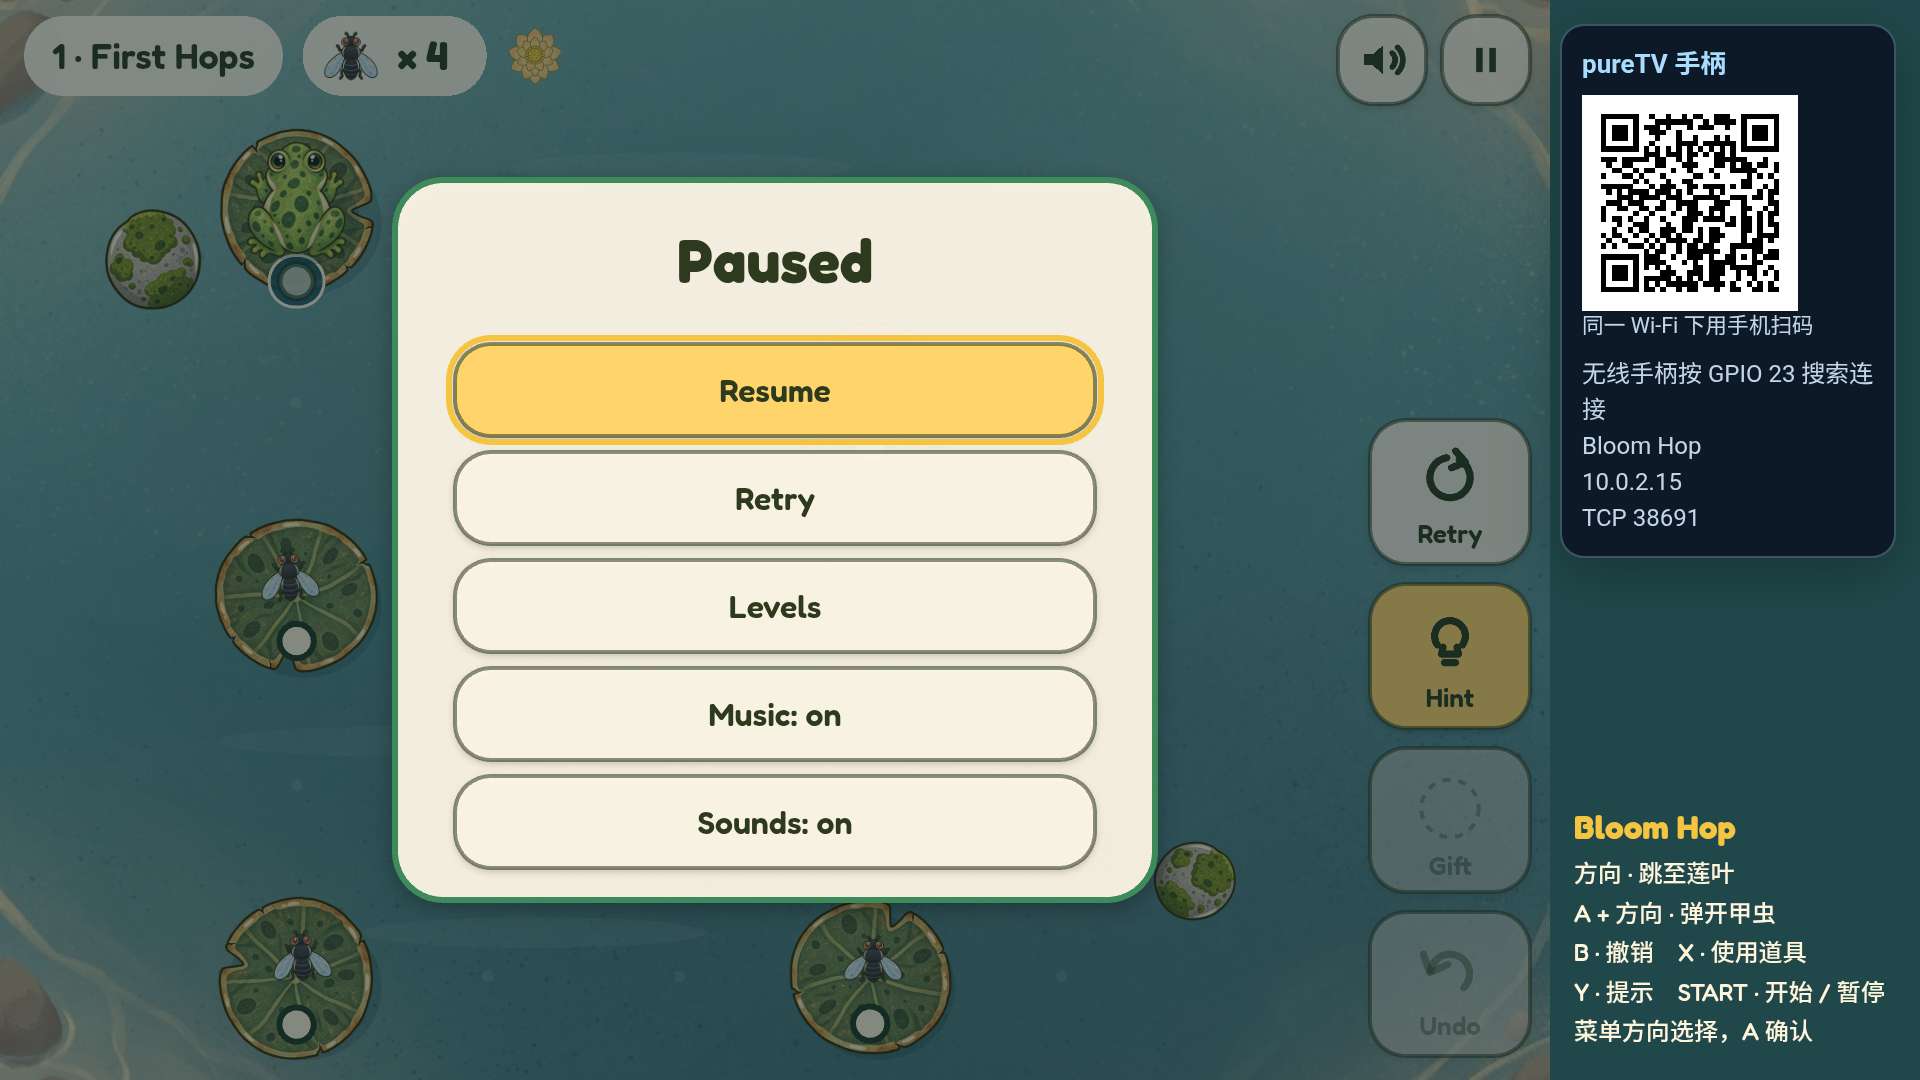 1 · First Hops
x 4
Paused
Resume
Retry
Levels
Music: on
Sounds: on
Retry
Hint
Gift
Undo
pureTV 手柄
同一 Wi-Fi 下用手机扫码
无线手柄按 GPIO 23 搜索连
接
Bloom Hop
10.0.2.15
TCP 38691
Bloom Hop
方向 · 跳至莲叶
A + 方向 · 弹开甲虫
B · 撤销 X · 使用道具
Y · 提示 START · 开始 / 暂停
菜单方向选择，A 确认